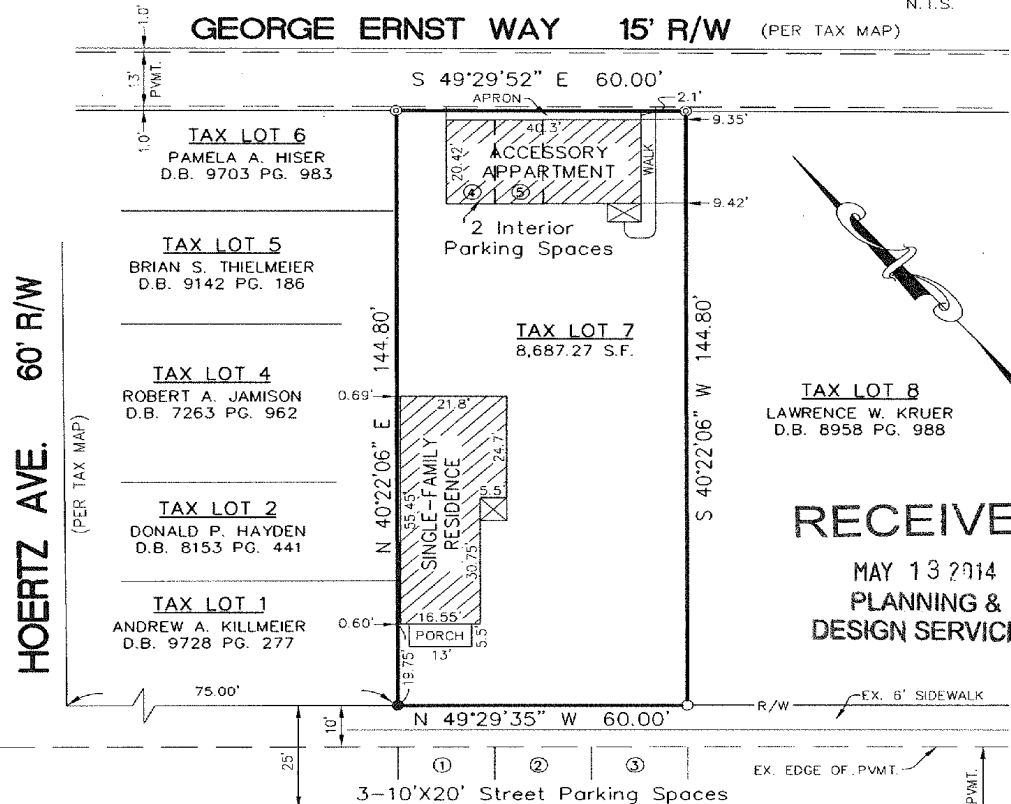 N.T.S.
GEORGE ERNST WAY 15' R/W (PER TAX MAP)
1.0'
13'
PVMT.
1.0'
S 49°29'52" E 60.00'
APRON
2.1'
9.35'
40.3'
20.42'
ACCESSORY
APPARTMENT
WALK
④ ⑤
9.42'
2 Interior
Parking Spaces
TAX LOT 6
PAMELA A. HISER
D.B. 9703 PG. 983
TAX LOT 5
BRIAN S. THIELMEIER
D.B. 9142 PG. 186
TAX LOT 4
ROBERT A. JAMISON
D.B. 7263 PG. 962
TAX LOT 2
DONALD P. HAYDEN
D.B. 8153 PG. 441
TAX LOT 1
ANDREW A. KILLMEIER
D.B. 9728 PG. 277
HOERTZ AVE. 60' R/W
(PER TAX MAP)
N 40°22'06" E 144.80'
TAX LOT 7
8,687.27 S.F.
S 40°22'06" W 144.80'
TAX LOT 8
LAWRENCE W. KRUER
D.B. 8958 PG. 988
0.69'
21.8'
24.7'
5.5'
55.45'
SINGLE-FAMILY
RESIDENCE
30.75'
16.55'
0.60'
PORCH
5.5'
13'
19.75'
RECEIVE
MAY 13 2014
PLANNING &
DESIGN SERVIC
75.00'
N 49°29'35" W 60.00'
R/W
EX. 6' SIDEWALK
10'
25'
① ② ③
EX. EDGE OF PVMT.
PVMT.
3-10'X20' Street Parking Spaces